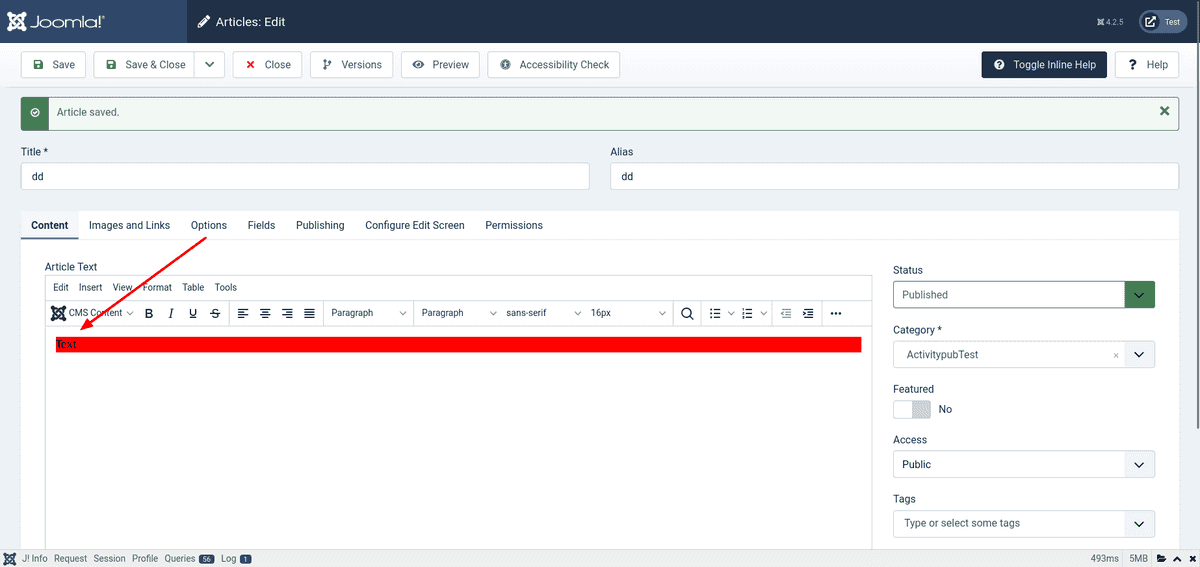 Joomla!® Articles: Edit 4.2.5 Test
Save Save & Close Close Versions Preview Accessibility Check Toggle Inline Help ? Help
Article saved.
Title * Alias
dd dd
Content Images and Links Options Fields Publishing Configure Edit Screen Permissions
Article Text
Edit Insert View Format Table Tools
CMS Content B I U S Paragraph Paragraph sans-serif 16px
Text
Status
Published
Category *
ActivitypubTest ×
Featured
No
Access
Public
Tags
Type or select some tags
J! Info Request Session Profile Queries 56 Log 1 493ms 5MB